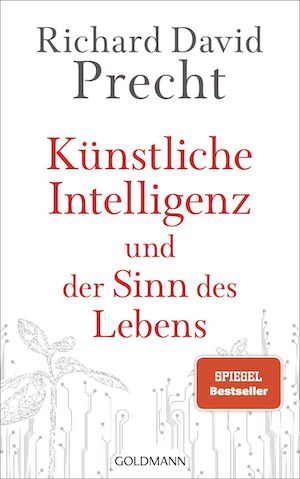 Richard David
Precht
Künstliche
Intelligenz
und
der Sinn des
Lebens
SPIEGEL
Bestseller
GOLDMANN